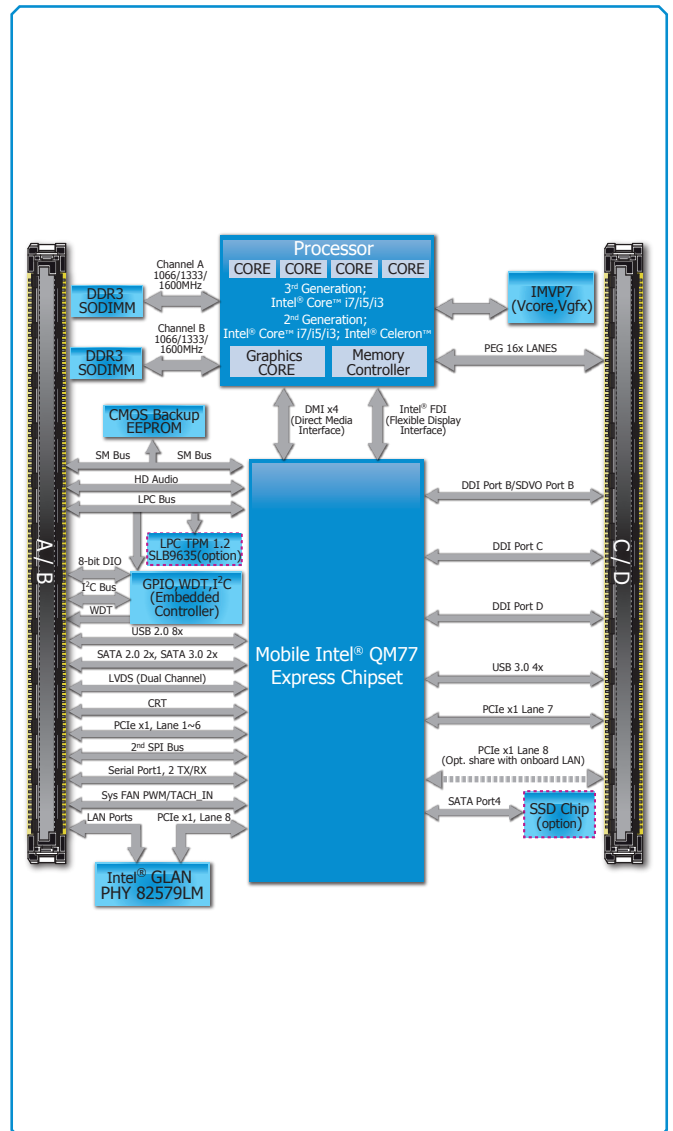 Processor
CORE CORE CORE CORE
3rd Generation;
Intel® Core™ i7/i5/i3
2nd Generation;
Intel® Core™ i7/i5/i3; Intel® Celeron™
Graphics
CORE
Memory
Controller
Channel A
1066/1333/
1600MHz
DDR3
SODIMM
Channel B
1066/1333/
1600MHz
DDR3
SODIMM
IMVP7
(Vcore,Vgfx)
PEG 16x LANES
DMI x4
(Direct Media
Interface)
Intel® FDI
(Flexible Display
Interface)
CMOS Backup
EEPROM
SM Bus
SM Bus
HD Audio
LPC Bus
LPC TPM 1.2
SLB9635(option)
A / B
8-bit DIO
I2C Bus
WDT
GPIO,WDT,I2C
(Embedded
Controller)
USB 2.0 8x
SATA 2.0 2x, SATA 3.0 2x
LVDS (Dual Channel)
CRT
PCIe x1, Lane 1~6
2nd SPI Bus
Serial Port1, 2 TX/RX
Sys FAN PWM/TACH_IN
LAN Ports
PCIe x1, Lane 8
Intel® GLAN
PHY 82579LM
Mobile Intel® QM77
Express Chipset
DDI Port B/SDVO Port B
DDI Port C
C / D
DDI Port D
USB 3.0 4x
PCIe x1 Lane 7
PCIe x1 Lane 8
(Opt. share with onboard LAN)
SATA Port4
SSD Chip
(option)